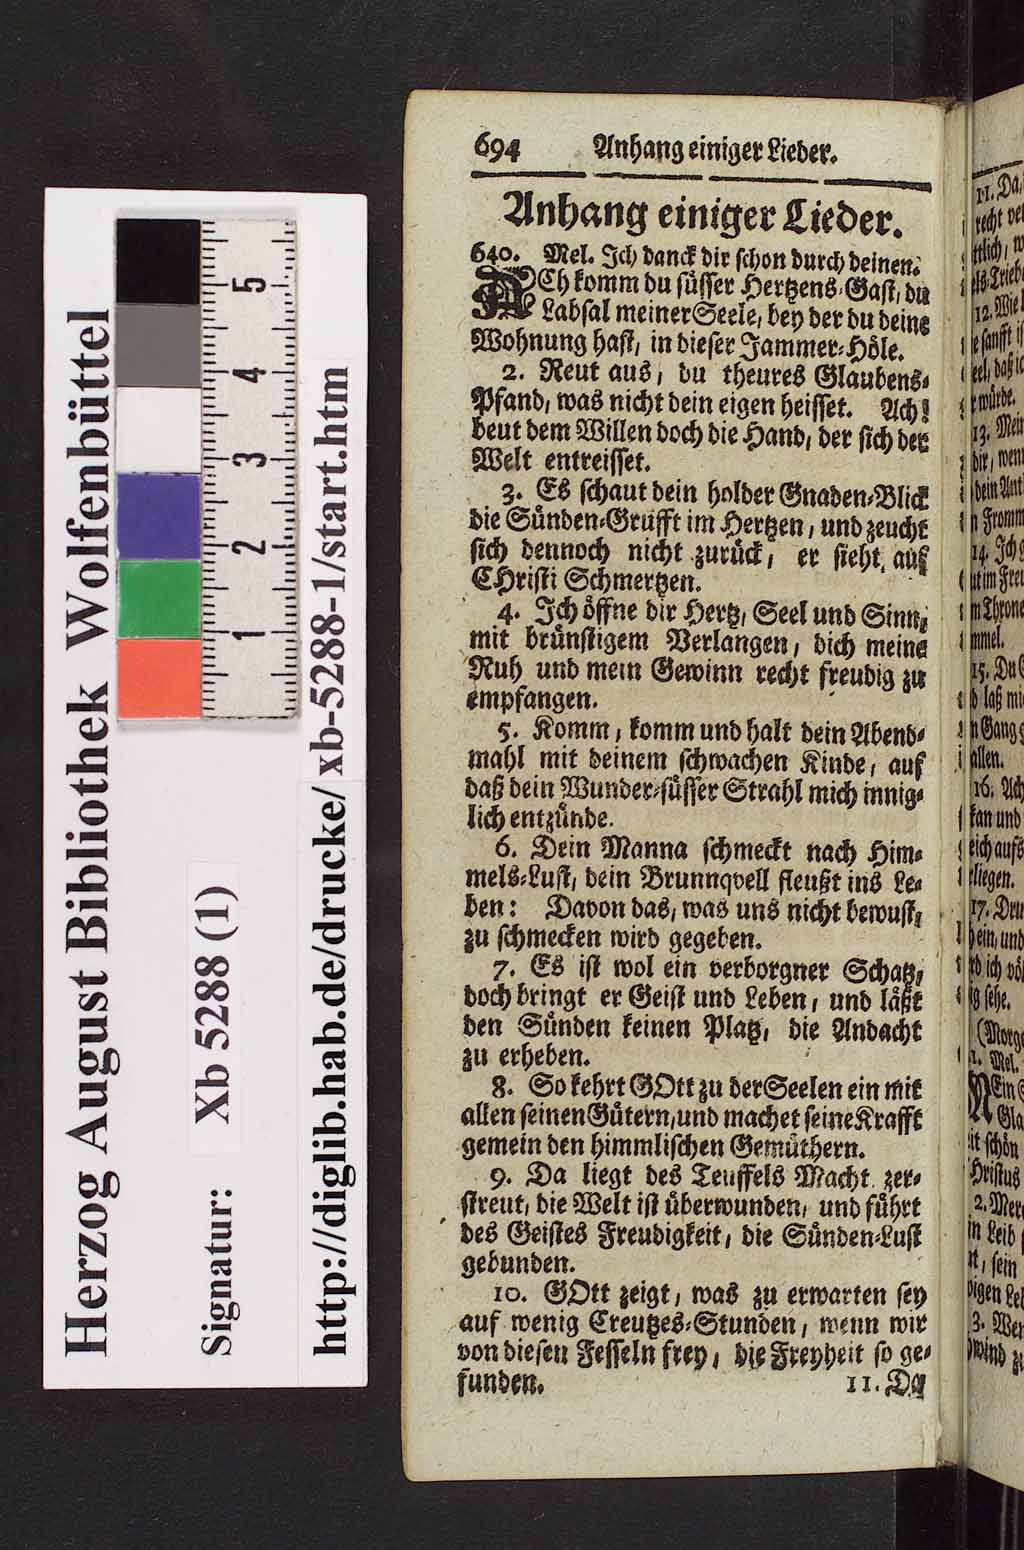 694 Anhang einiger Lieder.
Anhang einiger Lieder.
640. Mel. Ich danck dir schon durch deinen.
ACh komm du süsser Hertzens-Gast, du
Labsal meiner Seele, bey der du deine
Wohnung hast, in dieser Jammer-Höle.
2. Reut aus, du theures Glaubens-
Pfand, was nicht dein eigen heisset. Ach!
beut dem Willen doch die Hand, der sich der
Welt entreisset.
3. Es schaut dein holder Gnaden-Blick
die Sünden-Grufft im Hertzen, und zeucht
sich dennoch nicht zurück, er sieht auf
CHristi Schmertzen.
4. Ich öffne dir Hertz, Seel und Sinn,
mit brünstigem Verlangen, dich meine
Ruh und mein Gewinn recht freudig zu
empfangen.
5. Komm, komm und halt dein Abend-
mahl mit deinem schwachen Kinde, auf
daß dein Wunder-süsser Strahl mich innig-
lich entzünde.
6. Dein Manna schmeckt nach Him-
mels-Lust, dein Brunnqvell fleußt ins Le-
ben: Davon das, was uns nicht bewust,
zu schmecken wird gegeben.
7. Es ist wol ein verborgner Schatz,
doch bringt er Geist und Leben, und läßt
den Sünden keinen Platz, die Andacht
zu erheben.
8. So kehrt GOtt zu der Seelen ein mit
allen seinen Gütern, und machet seine Krafft
gemein den himmlischen Gemüthern.
9. Da liegt des Teuffels Macht zer-
streut, die Welt ist überwunden, und führt
des Geistes Freudigkeit, die Sünden-Lust
gebunden.
10. GOtt zeigt, was zu erwarten sey
auf wenig Creutzes-Stunden, wenn wir
von diesen Fesseln frey, die Freyheit so ge-
funden.
11. Da
Herzog August Bibliothek Wolfenbüttel
Signatur: Xb 5288 (1)
http://diglib.hab.de/drucke/xb-5288-1/start.htm
5
4
3
2
1